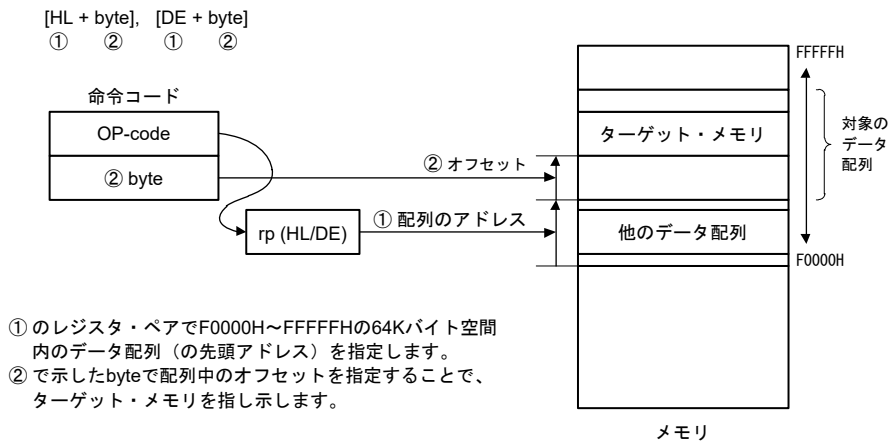 [HL + byte], [DE + byte]
① ② ① ②
命令コード
OP-code
② byte
rp (HL/DE)
② オフセット
① 配列のアドレス
ターゲット・メモリ
他のデータ配列
FFFFFH
対象の
データ
配列
F0000H
メモリ
① のレジスタ・ペアでF0000H～FFFFFHの64Kバイト空間
内のデータ配列（の先頭アドレス）を指定します。
② で示したbyteで配列中のオフセットを指定することで、
ターゲット・メモリを指し示します。